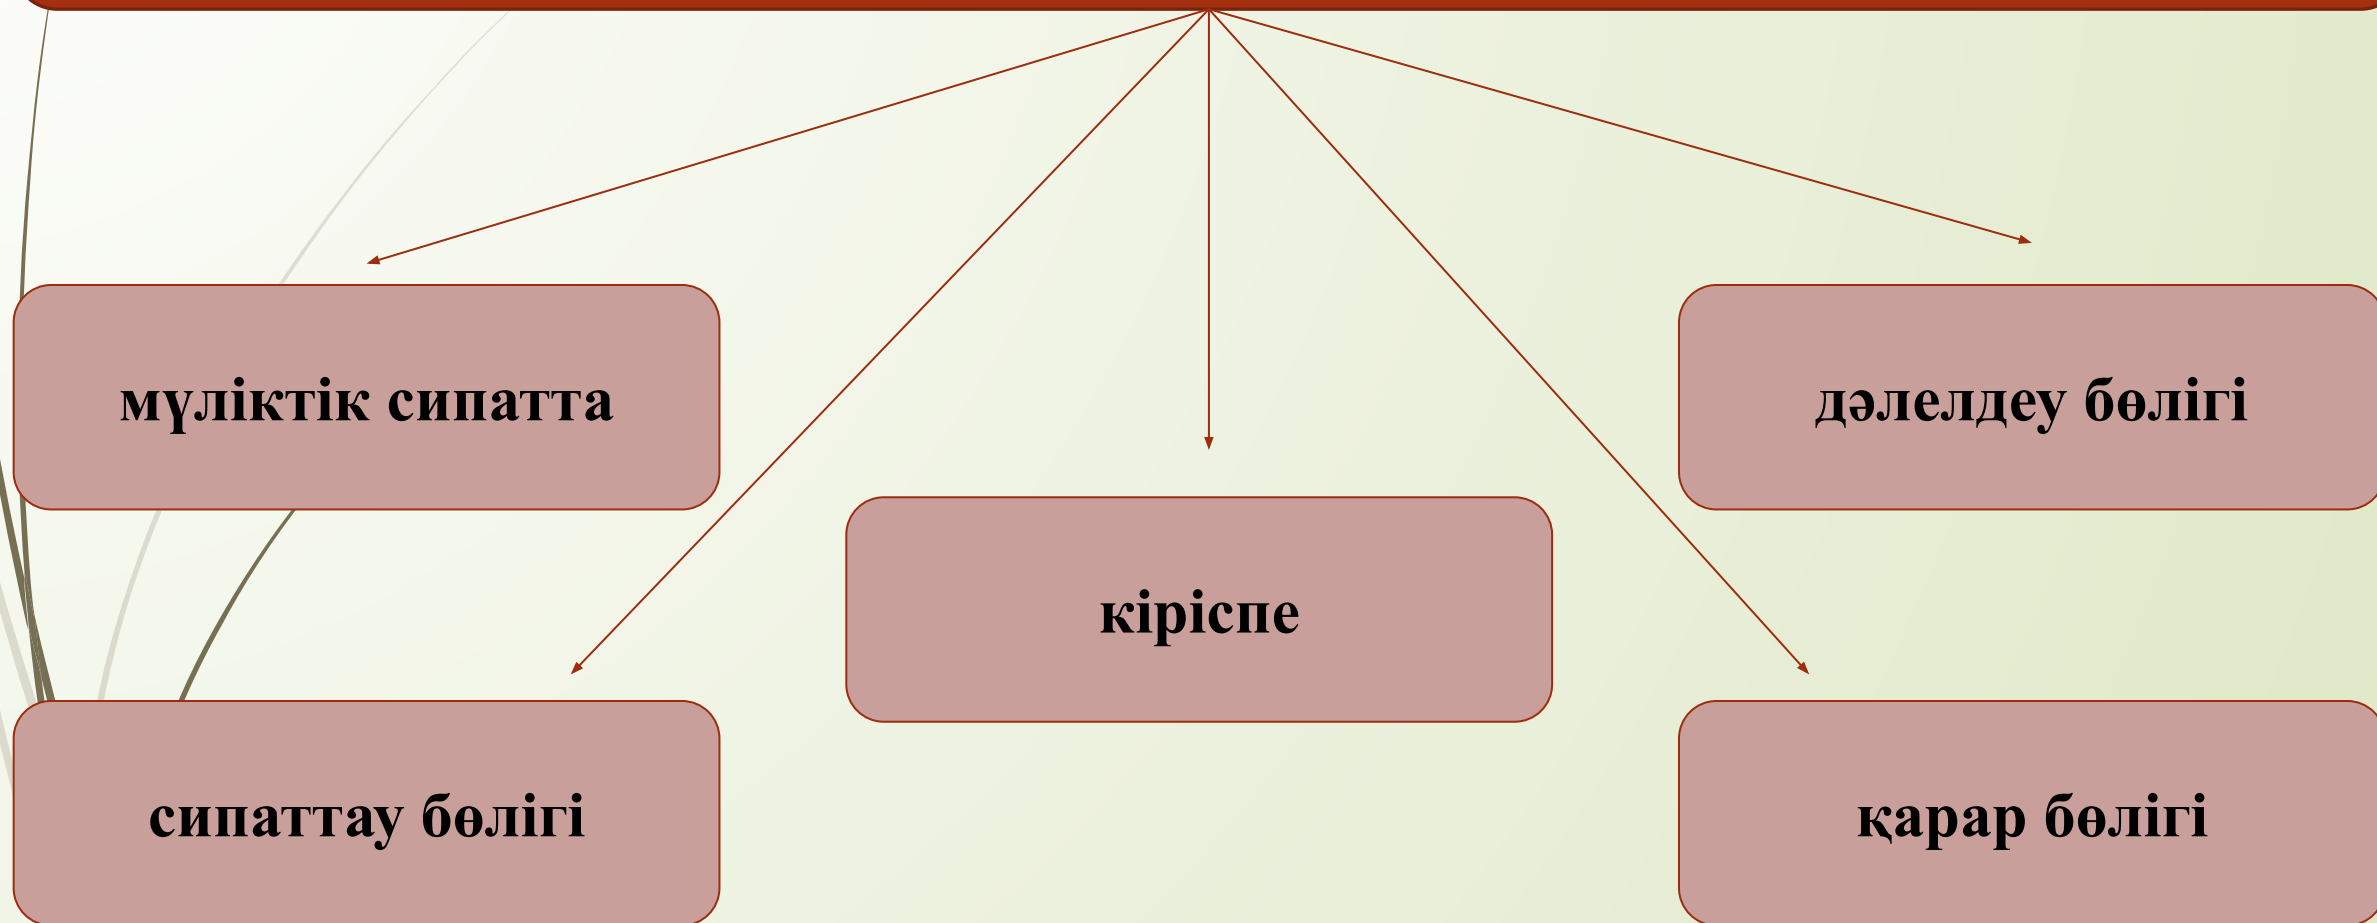 мүліктік сипатта
дәлелдеу бөлігі
кіріспе
сипаттау бөлігі
қарар бөлігі